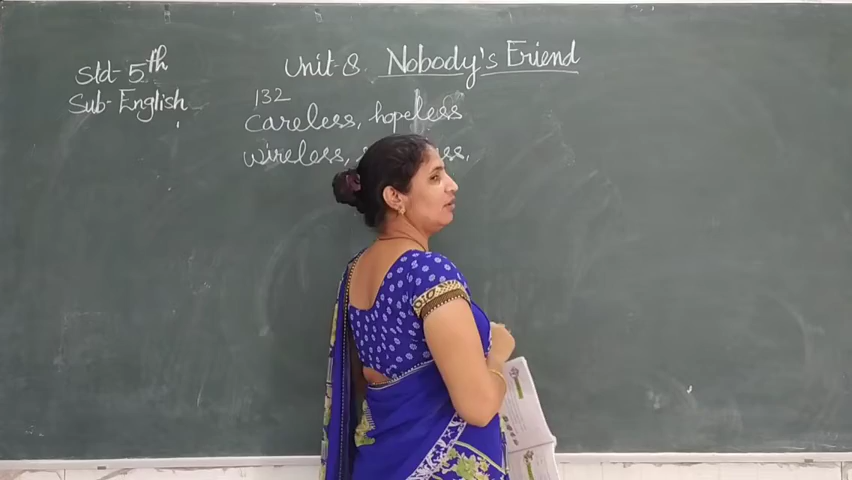 Std- 5th
Sub- English
Unit-8. Nobody's Friend
132
Careless, hopeless
wireless,